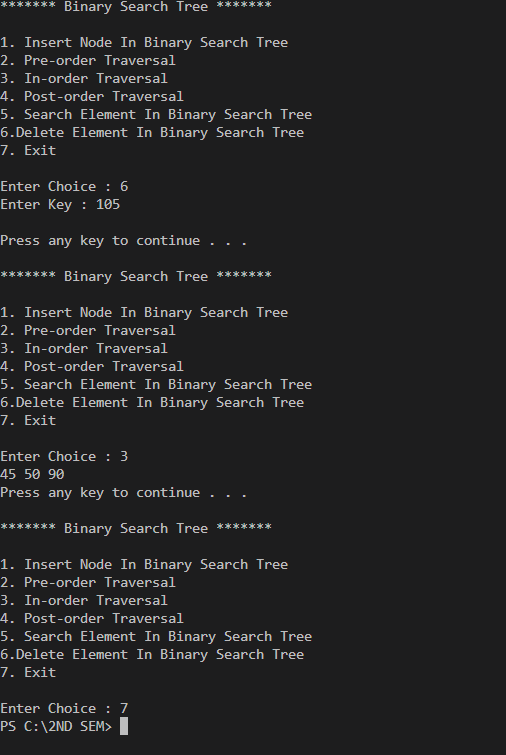 ******* Binary Search Tree *******
1. Insert Node In Binary Search Tree
2. Pre-order Traversal
3. In-order Traversal
4. Post-order Traversal
5. Search Element In Binary Search Tree
6.Delete Element In Binary Search Tree
7. Exit
Enter Choice : 6
Enter Key : 105
Press any key to continue . . .
******* Binary Search Tree *******
1. Insert Node In Binary Search Tree
2. Pre-order Traversal
3. In-order Traversal
4. Post-order Traversal
5. Search Element In Binary Search Tree
6.Delete Element In Binary Search Tree
7. Exit
Enter Choice : 3
45 50 90
Press any key to continue . . .
******* Binary Search Tree *******
1. Insert Node In Binary Search Tree
2. Pre-order Traversal
3. In-order Traversal
4. Post-order Traversal
5. Search Element In Binary Search Tree
6.Delete Element In Binary Search Tree
7. Exit
Enter Choice : 7
PS C:\2ND SEM>